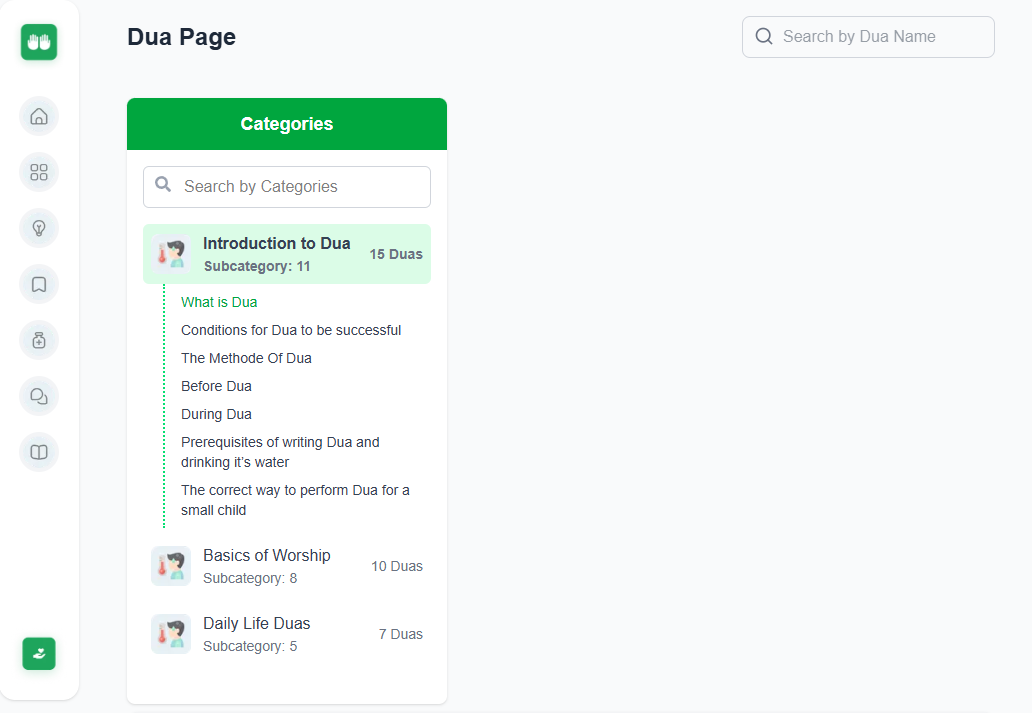 Dua Page
Search by Dua Name
Categories
Search by Categories
Introduction to Dua
Subcategory: 11
15 Duas
What is Dua
Conditions for Dua to be successful
The Methode Of Dua
Before Dua
During Dua
Prerequisites of writing Dua and
drinking it's water
The correct way to perform Dua for a
small child
Basics of Worship
Subcategory: 8
10 Duas
Daily Life Duas
Subcategory: 5
7 Duas